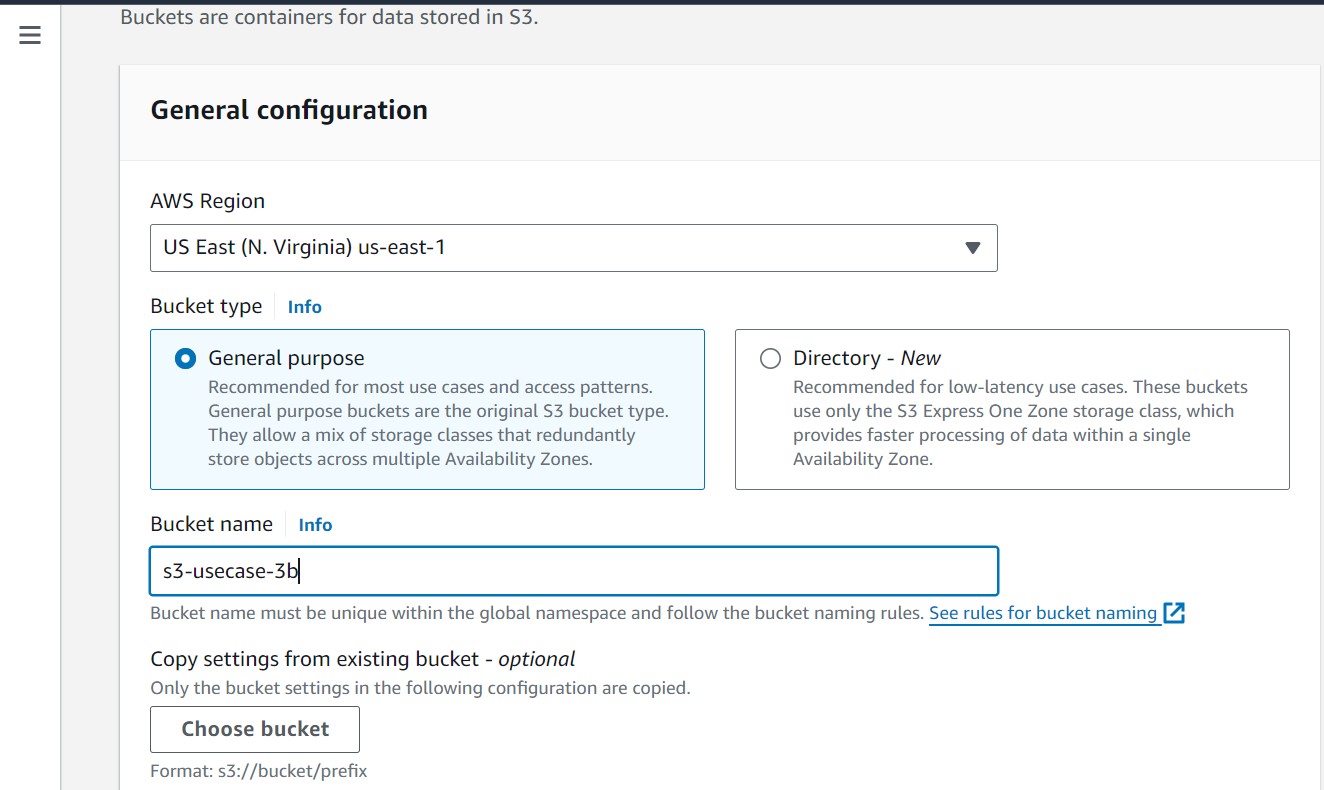 Buckets are containers for data stored in S3.
General configuration
AWS Region
US East (N. Virginia) us-east-1
Bucket type Info
General purpose
Recommended for most use cases and access patterns.
General purpose buckets are the original S3 bucket type.
They allow a mix of storage classes that redundantly
store objects across multiple Availability Zones.
Directory - New
Recommended for low-latency use cases. These buckets
use only the S3 Express One Zone storage class, which
provides faster processing of data within a single
Availability Zone.
Bucket name Info
s3-usecase-3b
Bucket name must be unique within the global namespace and follow the bucket naming rules. See rules for bucket naming
Copy settings from existing bucket - optional
Only the bucket settings in the following configuration are copied.
Choose bucket
Format: s3://bucket/prefix